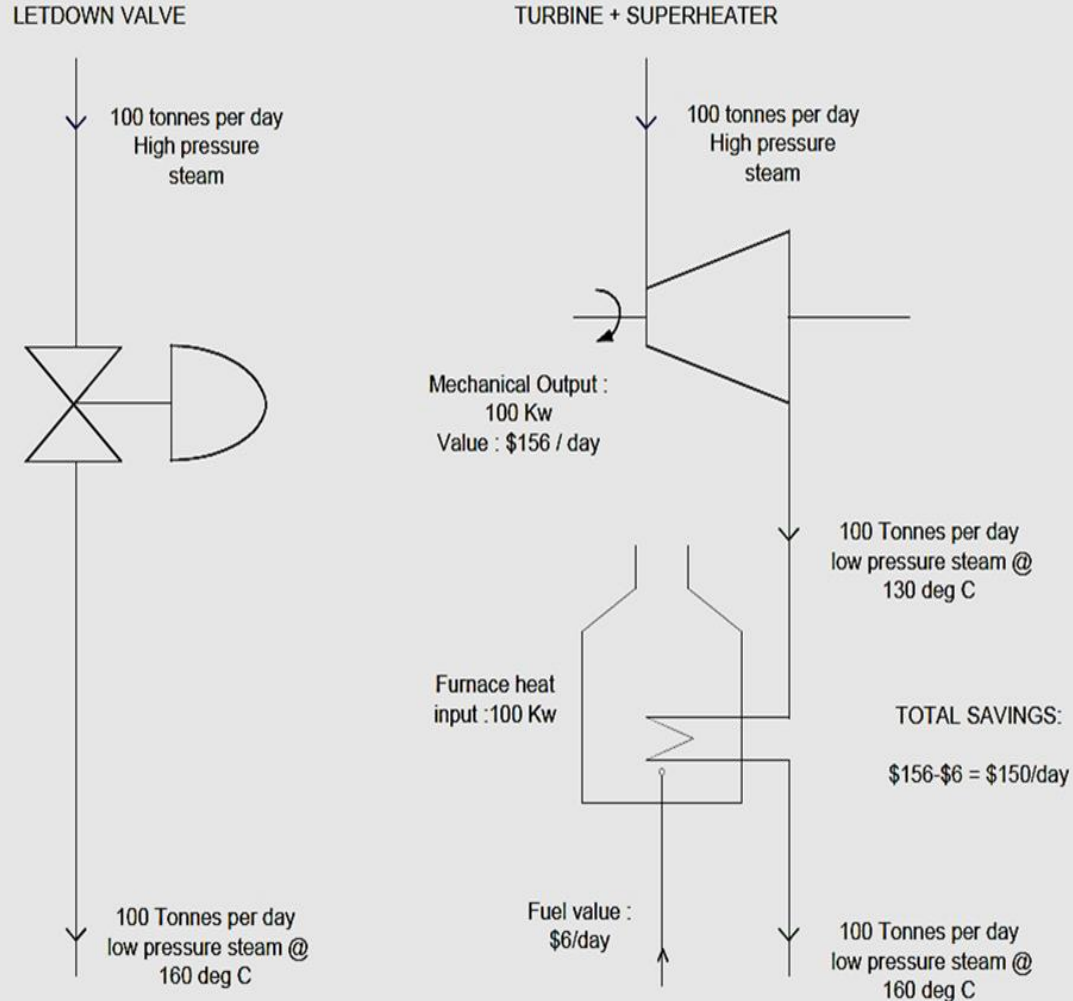 LETDOWN VALVE
100 tonnes per day
High pressure
steam
100 Tonnes per day
low pressure steam @
160 deg C
TURBINE + SUPERHEATER
100 tonnes per day
High pressure
steam
Mechanical Output :
100 Kw
Value : $156 / day
100 Tonnes per day
low pressure steam @
130 deg C
Furnace heat
input :100 Kw
TOTAL SAVINGS:
$156-$6 = $150/day
Fuel value :
$6/day
100 Tonnes per day
low pressure steam @
160 deg C